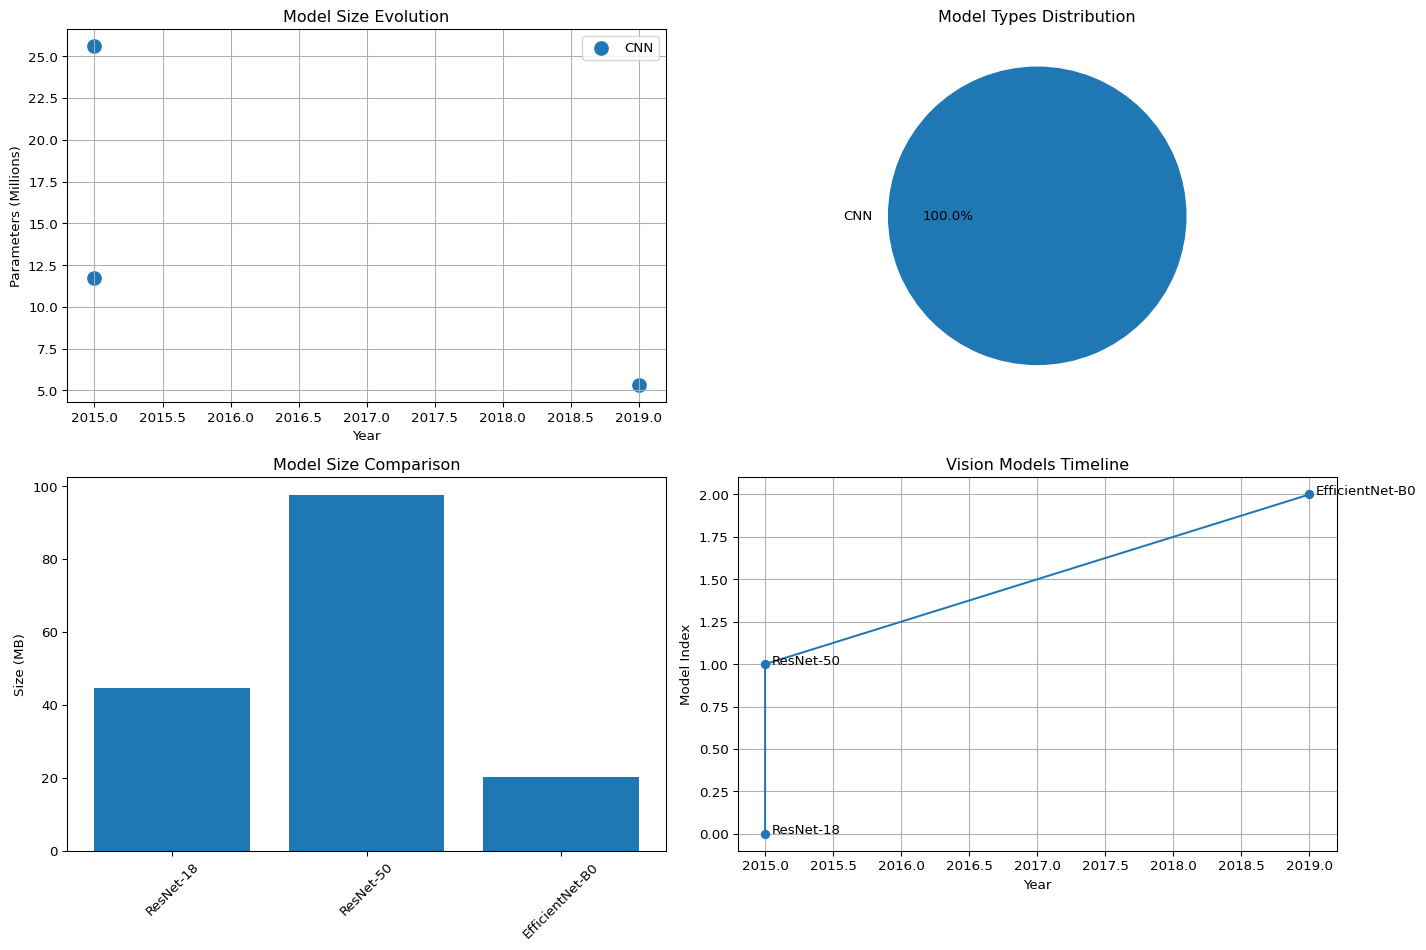 Model Size Evolution
25.0
22.5
20.0
17.5
15.0
12.5
10.0
7.5
5.0
Parameters (Millions)
CNN
2015.0 2015.5 2016.0 2016.5 2017.0 2017.5 2018.0 2018.5 2019.0
Year
Model Types Distribution
CNN 100.0%
Model Size Comparison
100
80
60
40
20
0
Size (MB)
ResNet-18 ResNet-50 EfficientNet-B0
Vision Models Timeline
2.00
1.75
1.50
1.25
1.00
0.75
0.50
0.25
0.00
Model Index
EfficientNet-B0
ResNet-50
ResNet-18
2015.0 2015.5 2016.0 2016.5 2017.0 2017.5 2018.0 2018.5 2019.0
Year